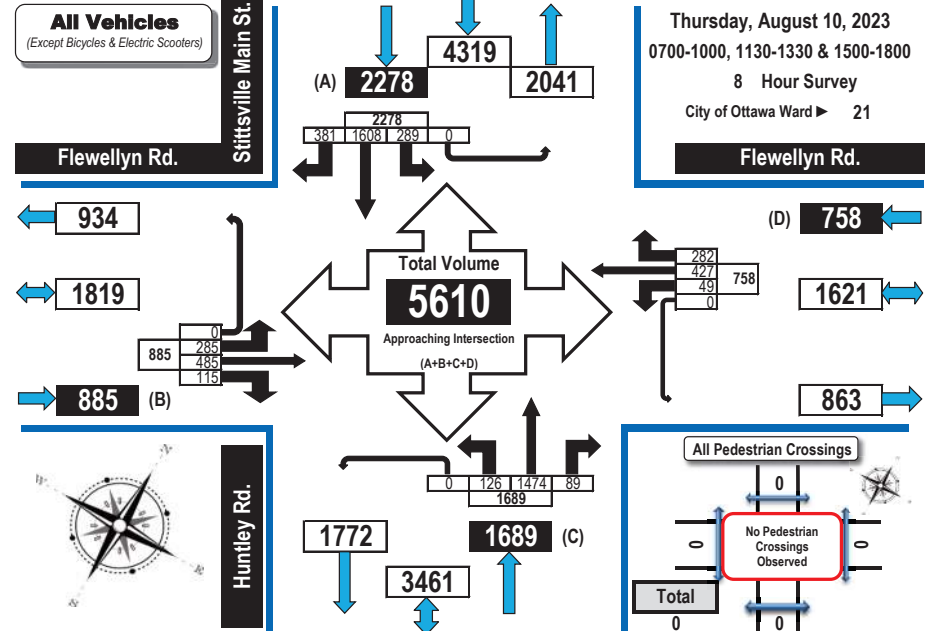 All Vehicles
(Except Bicycles & Electric Scooters)
Stittsville Main St.
Flewellyn Rd.
(A)
2278
4319
2041
Thursday, August 10, 2023
0700-1000, 1130-1330 & 1500-1800
8 Hour Survey
City of Ottawa Ward ► 21
Flewellyn Rd.
2278
381 1608 289 0
934
1819
885
0
285
485
115
885 (B)
Total Volume
5610
Approaching Intersection
(A+B+C+D)
(D) 758
282
427
49
0
758
1621
863
Huntley Rd.
N
W
E
S
0 126 1474 89
1689
1772
3461
1689 (C)
All Pedestrian Crossings
0
0
No Pedestrian
Crossings
Observed
0
Total
0
0